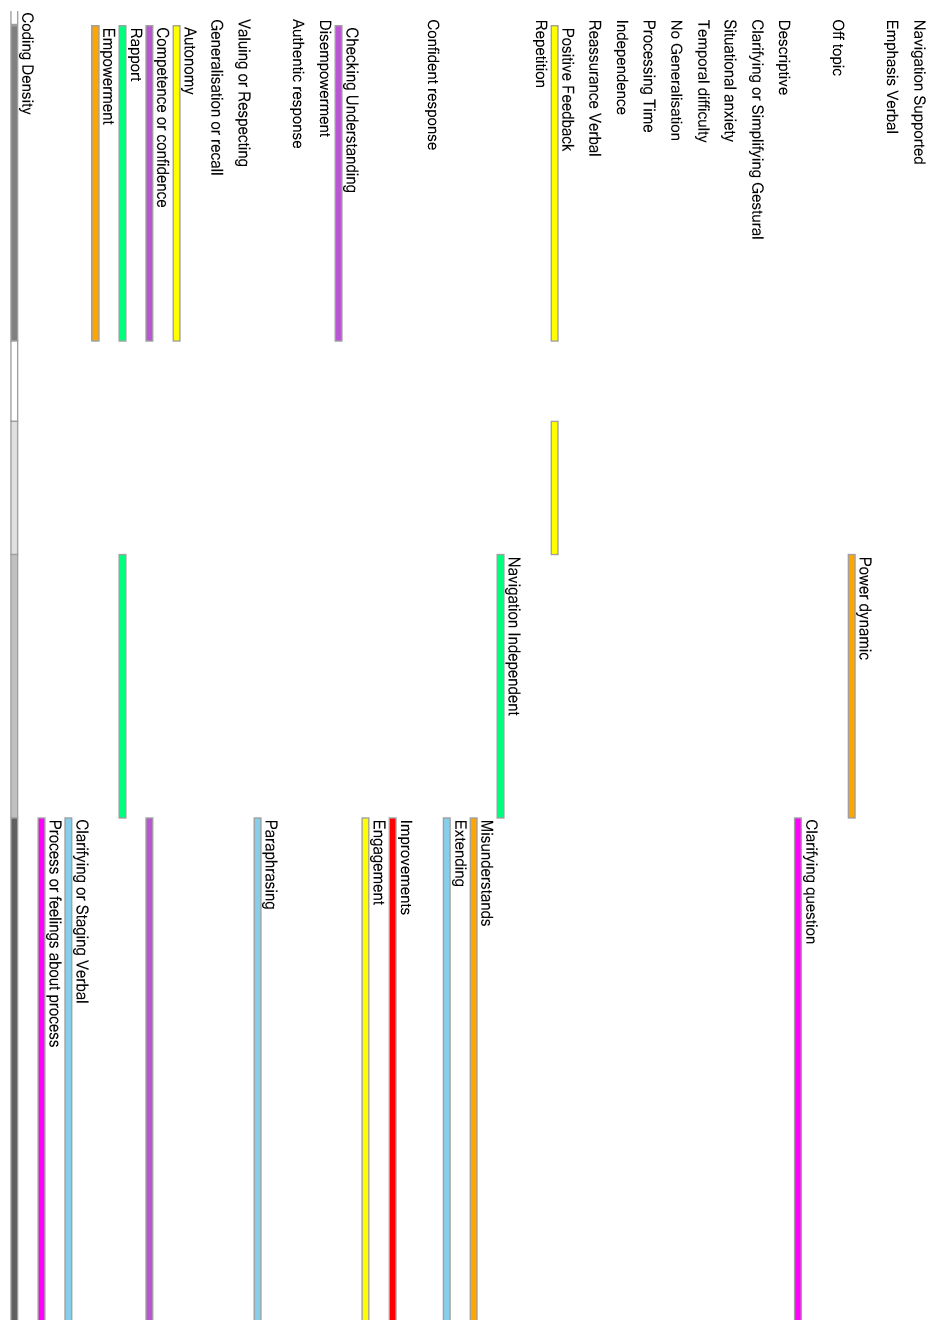 Navigation Supported
Emphasis Verbal
Power dynamic
Off topic
Clarifying question
Descriptive
Clarifying or Simplifying Gestural
Situational anxiety
Temporal difficulty
No Generalisation
Processing Time
Independence
Reassurance Verbal
Positive Feedback
Repetition
Navigation Independent
Misunderstands
Extending
Confident response
Improvements
Engagement
Checking Understanding
Disempowerment
Authentic response
Paraphrasing
Valuing or Respecting
Generalisation or recall
Autonomy
Competence or confidence
Rapport
Empowerment
Clarifying or Staging Verbal
Process or feelings about process
Coding Density